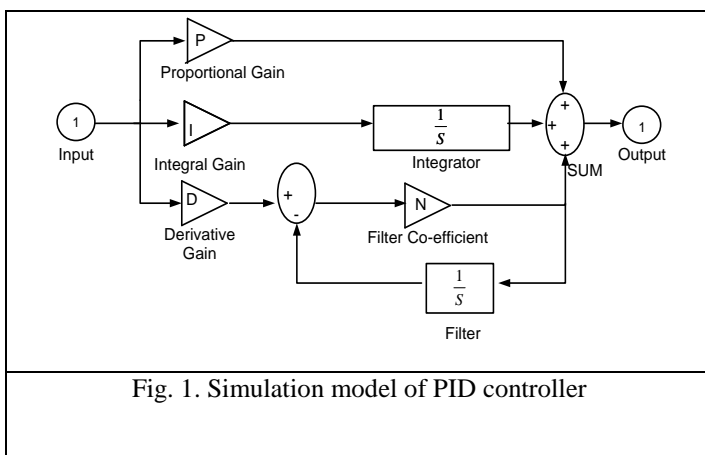 P
+
Proportional Gain
1
Input
I
Integral Gain
1
S
Integrator
+
+
SUM
1
Output
D
Derivative
Gain
+
-
N
Filter Co-efficient
1
S
Filter
Fig. 1. Simulation model of PID controller